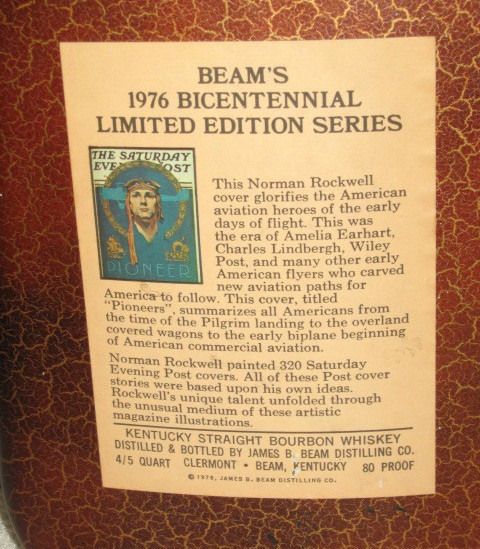 BEAM'S
1976 BICENTENNIAL
LIMITED EDITION SERIES
THE SATURDAY
EVENING POST
PIONEER
This Norman Rockwell
cover glorifies the American
aviation heroes of the early
days of flight. This was
the era of Amelia Earhart,
Charles Lindbergh, Wiley
Post, and many other early
American flyers who carved
new aviation paths for
America to follow. This cover, titled
"Pioneers", summarizes all Americans from
the time of the Pilgrim landing to the overland
covered wagons to the early biplane beginning
of American commercial aviation.
Norman Rockwell painted 320 Saturday
Evening Post covers. All of these Post cover
stories were based upon his own ideas.
Rockwell's unique talent unfolded through
the unusual medium of these artistic
magazine illustrations.
KENTUCKY STRAIGHT BOURBON WHISKEY
DISTILLED & BOTTLED BY JAMES B. BEAM DISTILLING CO.
4/5 QUART CLERMONT • BEAM, KENTUCKY 80 PROOF
© 1976, JAMES B. BEAM DISTILLING CO.